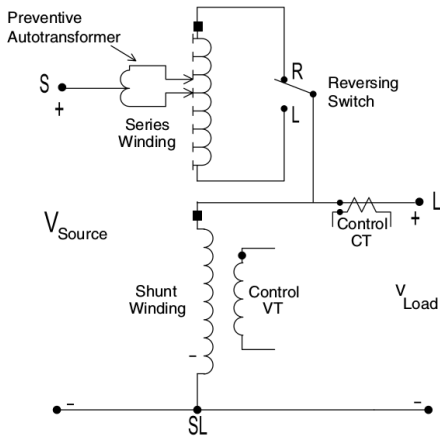 Preventive
Autotransformer
S
+
Series
Winding
R
L
Reversing
Switch
L
+
Control
CT
V Source
Shunt
Winding
-
Control
VT
V Load
-
-
SL